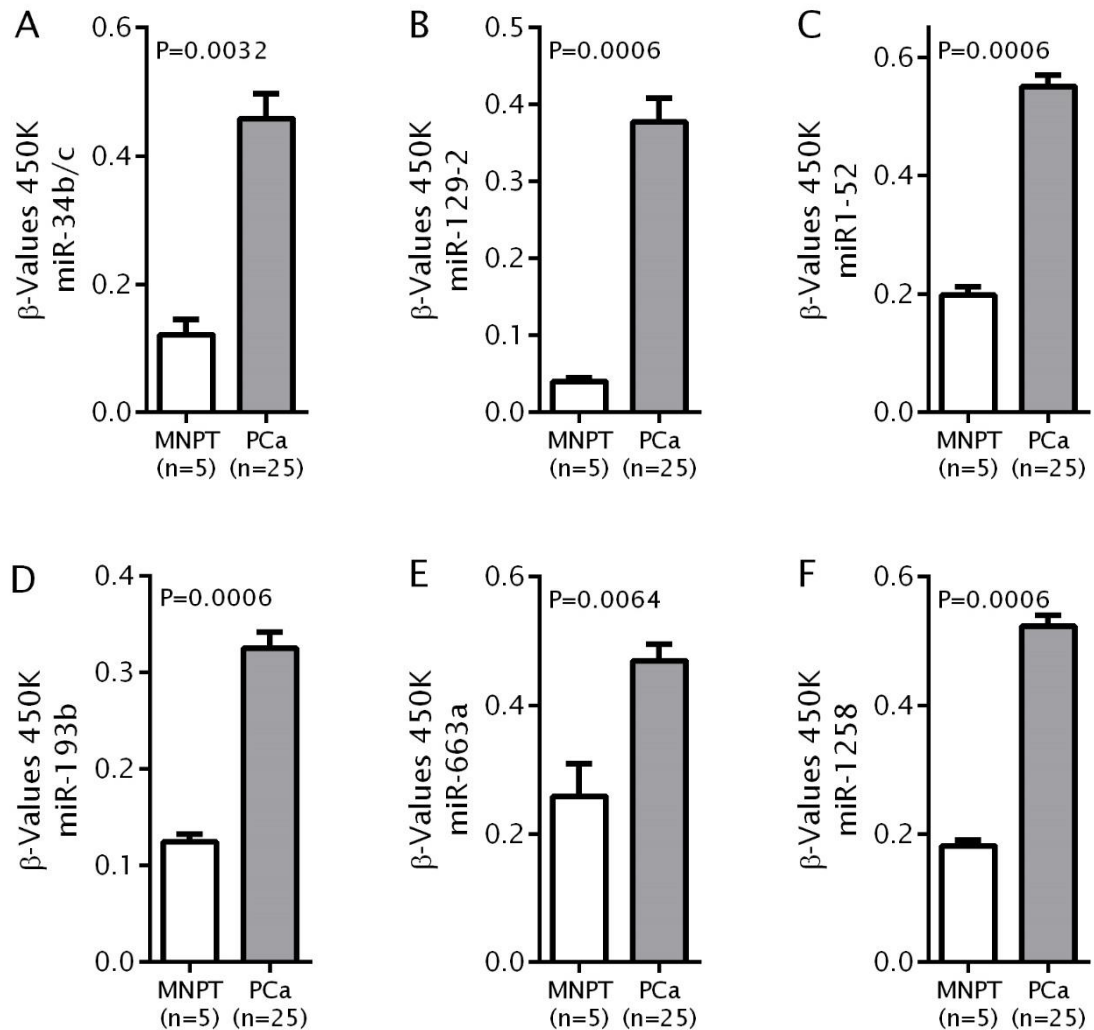 A
P=0.0032
β-Values 450K
miR-34b/c
0.6
0.4
0.2
0.0
MNPT
(n=5)
PCa
(n=25)
B
P=0.0006
β-Values 450K
miR-129-2
0.5
0.4
0.3
0.2
0.1
0.0
MNPT
(n=5)
PCa
(n=25)
C
P=0.0006
β-Values 450K
miR1-52
0.6
0.4
0.2
0.0
MNPT
(n=5)
PCa
(n=25)
D
P=0.0006
β-Values 450K
miR-193b
0.4
0.3
0.2
0.1
0.0
MNPT
(n=5)
PCa
(n=25)
E
P=0.0064
β-Values 450K
miR-663a
0.6
0.4
0.2
0.0
MNPT
(n=5)
PCa
(n=25)
F
P=0.0006
β-Values 450K
miR-1258
0.6
0.4
0.2
0.0
MNPT
(n=5)
PCa
(n=25)